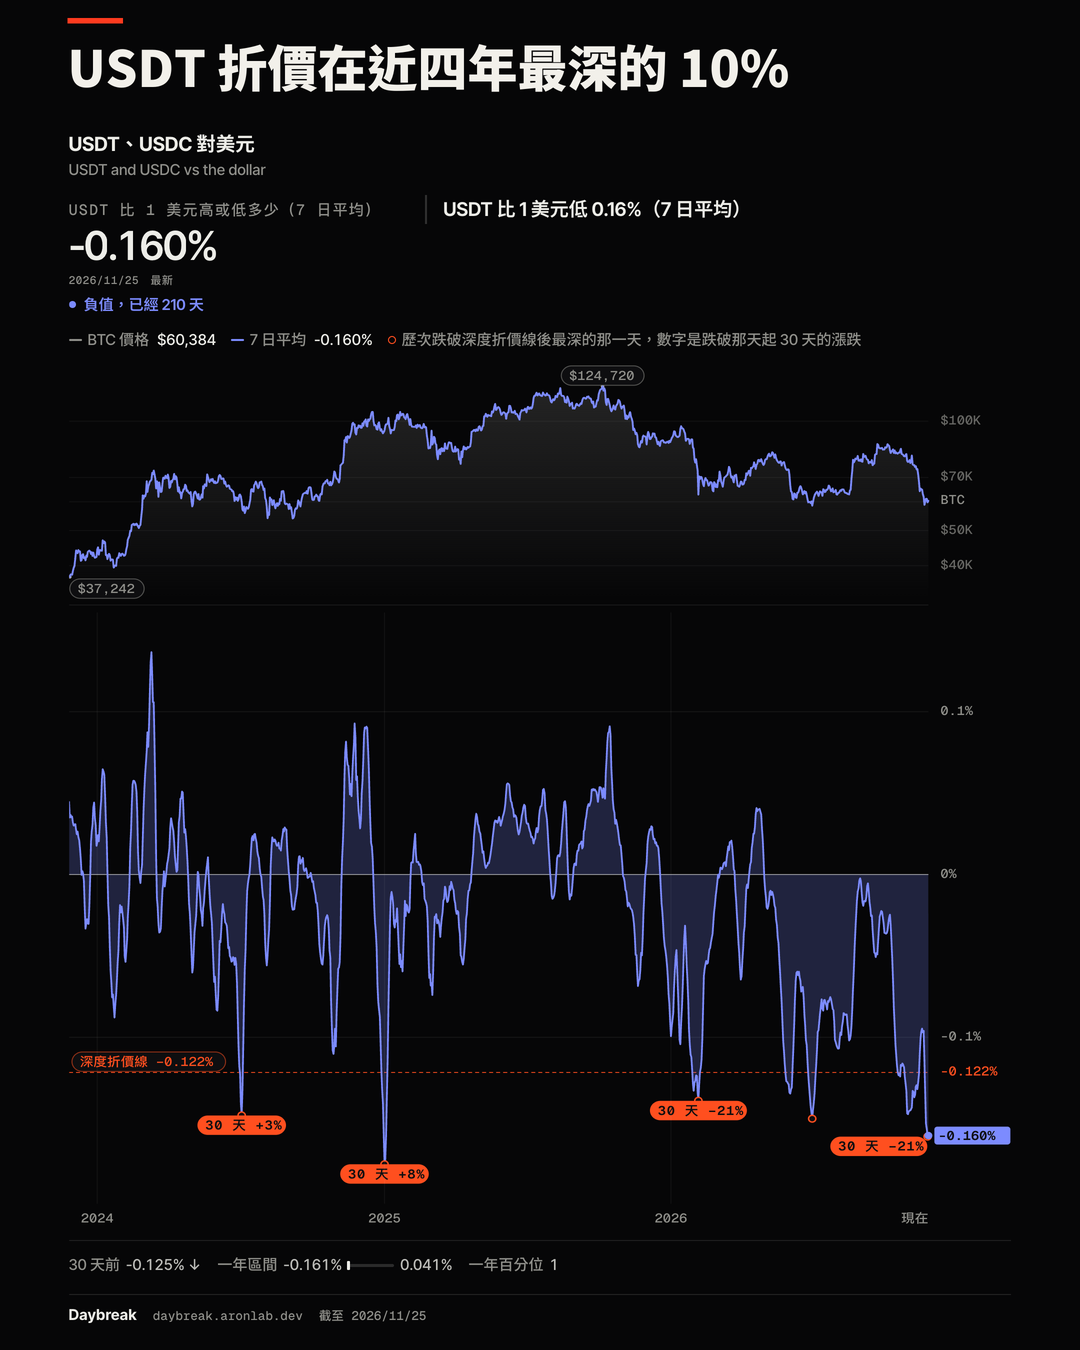 USDT 折價在近四年最深的 10%
USDT、USDC 對美元
USDT and USDC vs the dollar
USDT 比 1 美元高或低多少（7 日平均）
USDT 比 1 美元低 0.16%（7 日平均）
-0.160%
2026/11/25 最新
負值，已經 210 天
BTC 價格 $60,384 7 日平均 -0.160% 歷次跌破深度折價線後最深的那一天，數字是跌破那天起 30 天的漲跌
$124,720
$100K
$70K
BTC
$50K
$40K
$37,242
0.1%
0%
-0.1%
深度折價線 -0.122%
-0.122%
30 天 +3%
30 天 +8%
30 天 -21%
30 天 -21%
-0.160%
2024 2025 2026 現在
30 天前 -0.125% ↓ 一年區間 -0.161% 0.041% 一年百分位 1
Daybreak daybreak.aronlab.dev 截至 2026/11/25